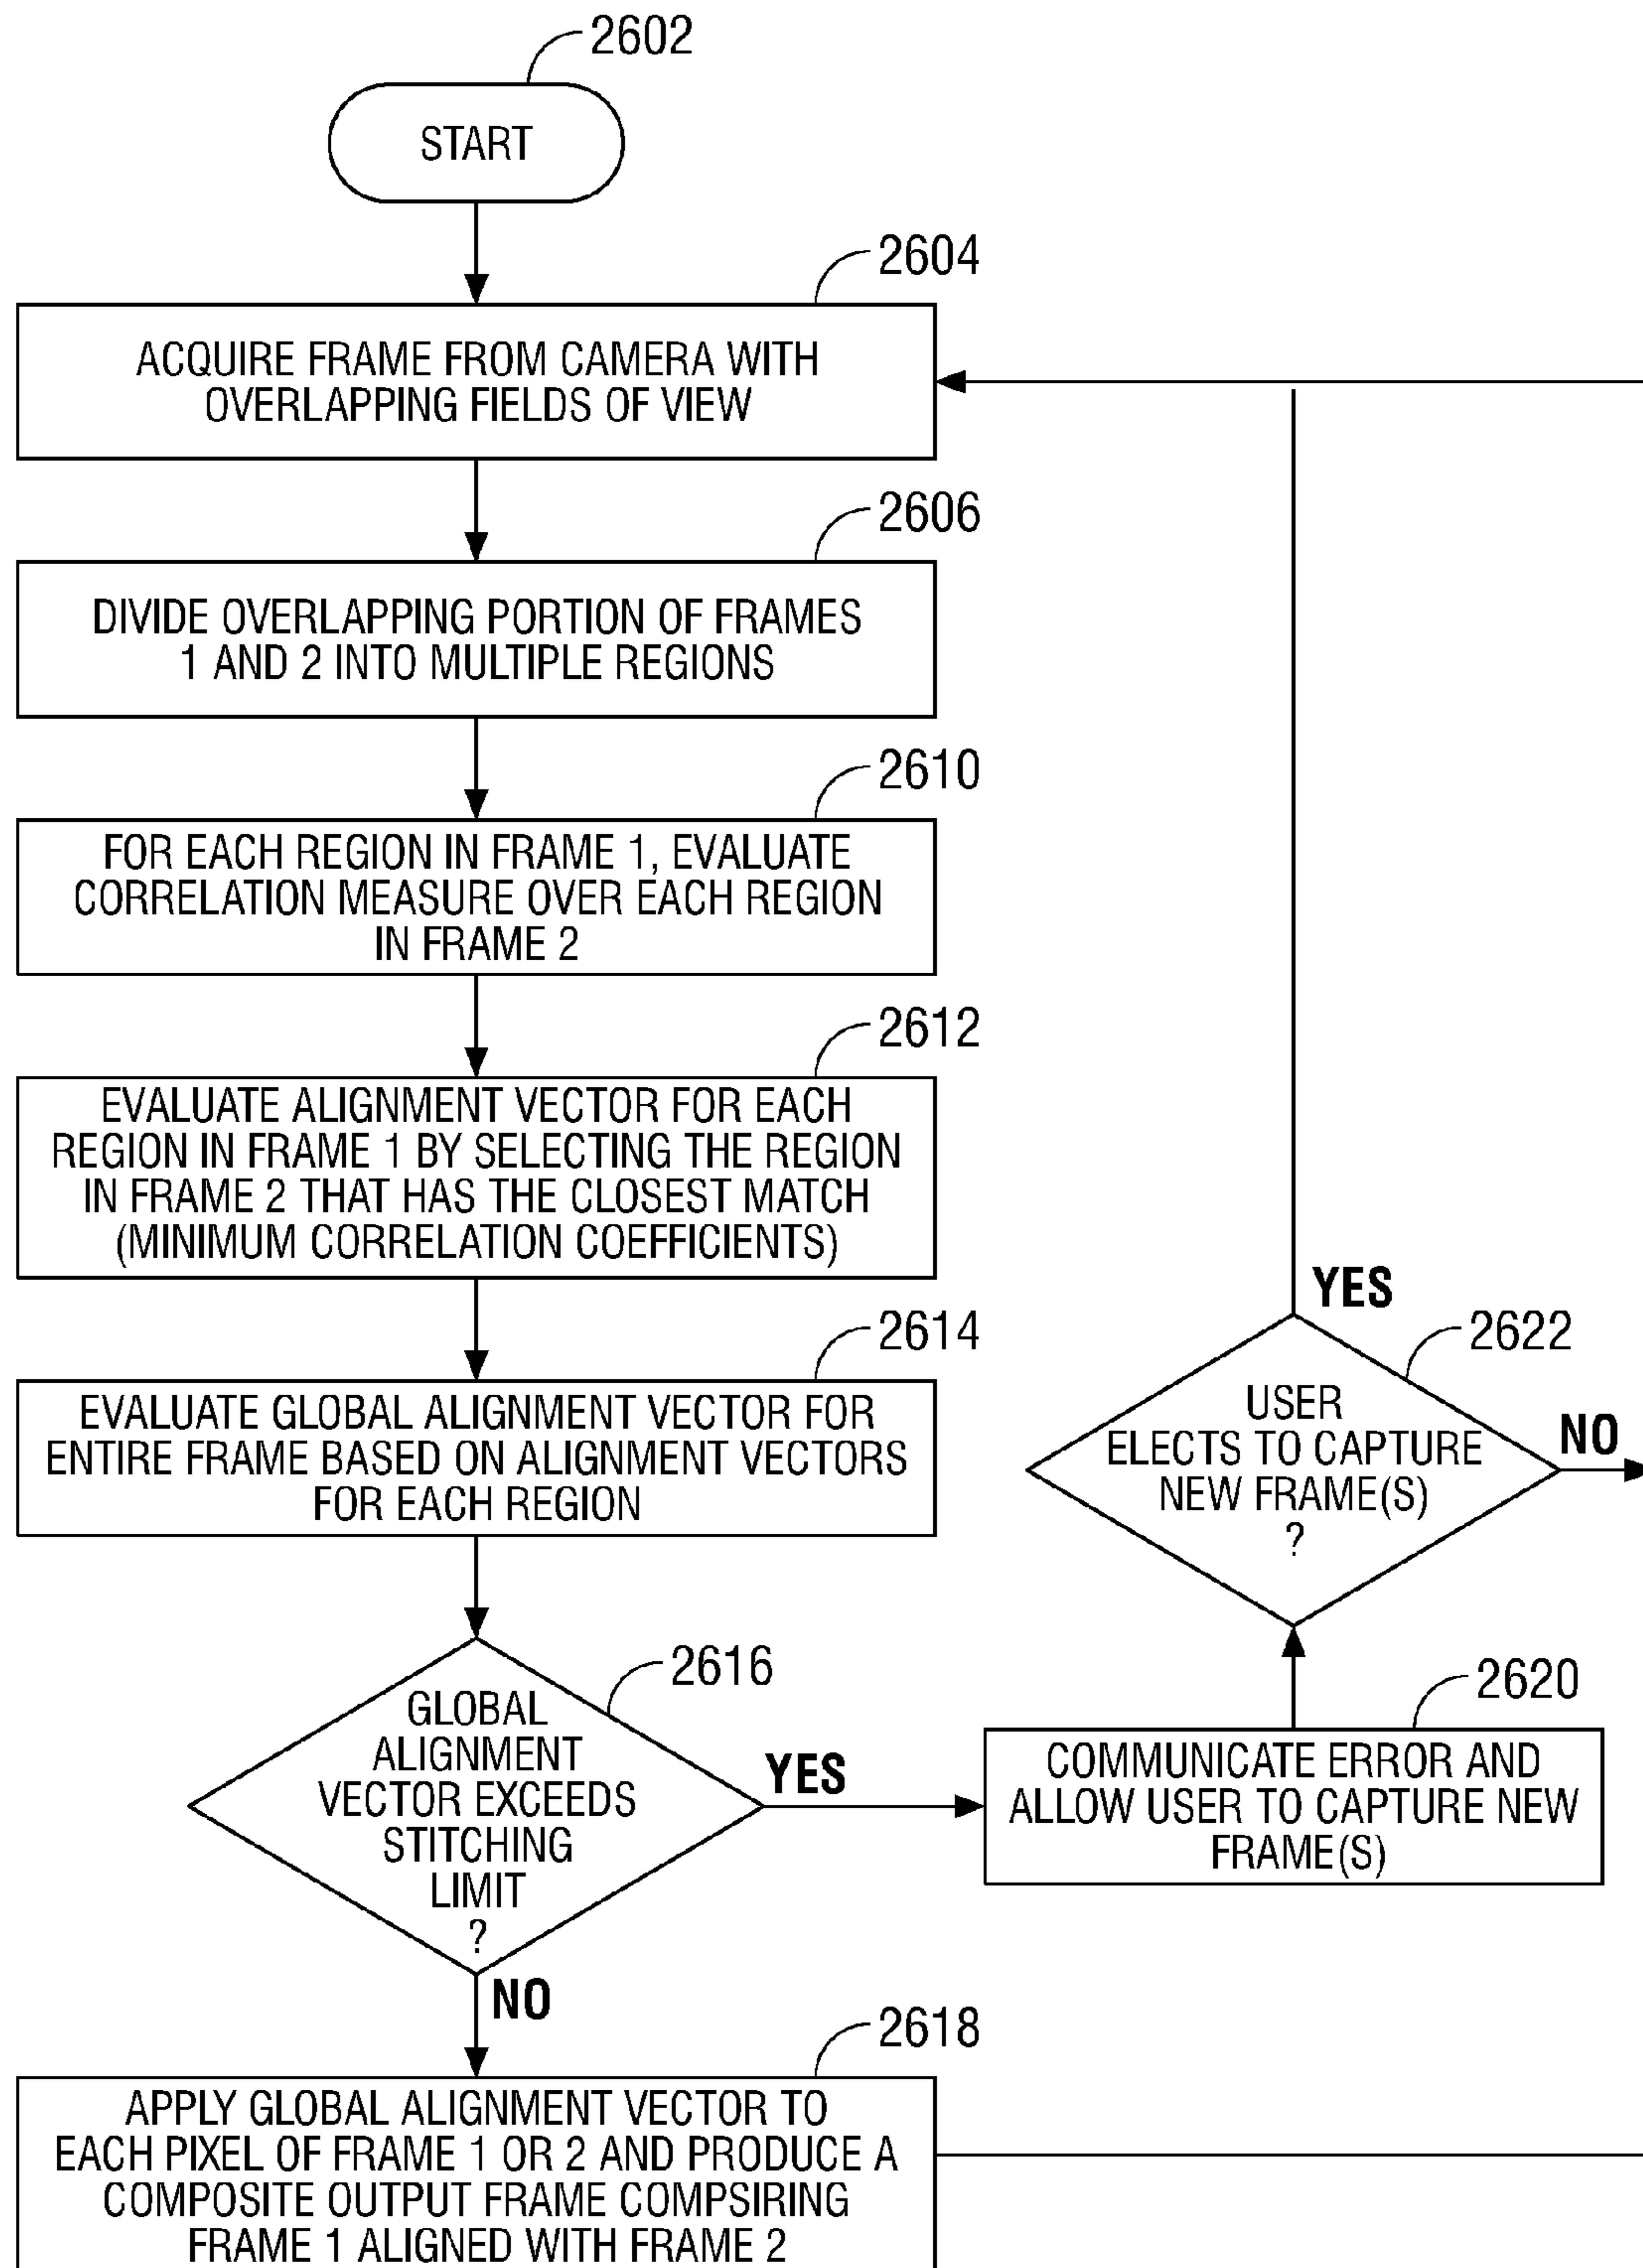 2602
START
2604
ACQUIRE FRAME FROM CAMERA WITH
OVERLAPPING FIELDS OF VIEW
2606
DIVIDE OVERLAPPING PORTION OF FRAMES
1 AND 2 INTO MULTIPLE REGIONS
2610
FOR EACH REGION IN FRAME 1, EVALUATE
CORRELATION MEASURE OVER EACH REGION
IN FRAME 2
2612
EVALUATE ALIGNMENT VECTOR FOR EACH
REGION IN FRAME 1 BY SELECTING THE REGION
IN FRAME 2 THAT HAS THE CLOSEST MATCH
(MINIMUM CORRELATION COEFFICIENTS)
2614
EVALUATE GLOBAL ALIGNMENT VECTOR FOR
ENTIRE FRAME BASED ON ALIGNMENT VECTORS
FOR EACH REGION
2616
GLOBAL
ALIGNMENT
VECTOR EXCEEDS
STITCHING
LIMIT
?
YES
NO
2618
APPLY GLOBAL ALIGNMENT VECTOR TO
EACH PIXEL OF FRAME 1 OR 2 AND PRODUCE A
COMPOSITE OUTPUT FRAME COMPSIRING
FRAME 1 ALIGNED WITH FRAME 2
2620
COMMUNICATE ERROR AND
ALLOW USER TO CAPTURE NEW
FRAME(S)
2622
USER
ELECTS TO CAPTURE
NEW FRAME(S)
?
YES
NO